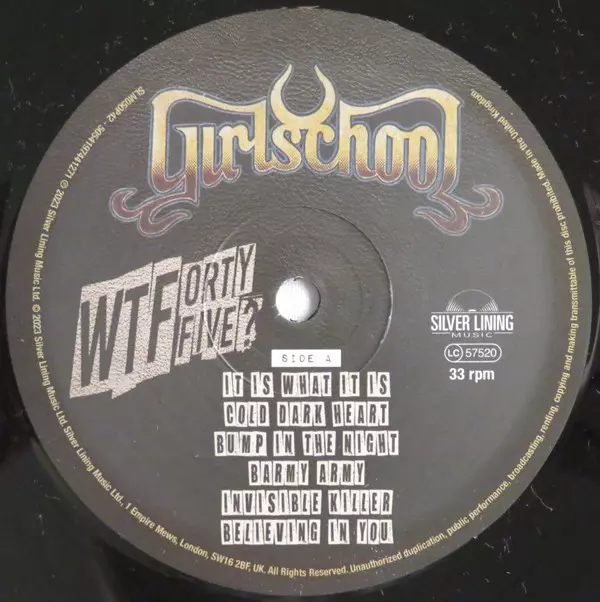 Girlschool
WTFORTY
FIVE?
SIDE A
IT IS WHAT IT IS
COLD DARK HEART
BUMP IN THE NIGHT
BARMY ARMY
INVISIBLE KILLER
BELIEVING IN YOU
SILVER LINING
MUSIC
LC 57520
33 rpm
SLM050P42 5054197441271 ℗ 2023 Silver Lining Music Ltd. © 2023 Silver Lining Music Ltd. Silver Lining Music Ltd., 1 Empire Mews, London, SW16 2BF, UK. All Rights Reserved. Unauthorized duplication, public performance, broadcasting, renting, copying and making transmittable of this disc prohibited. Made in the United Kingdom.